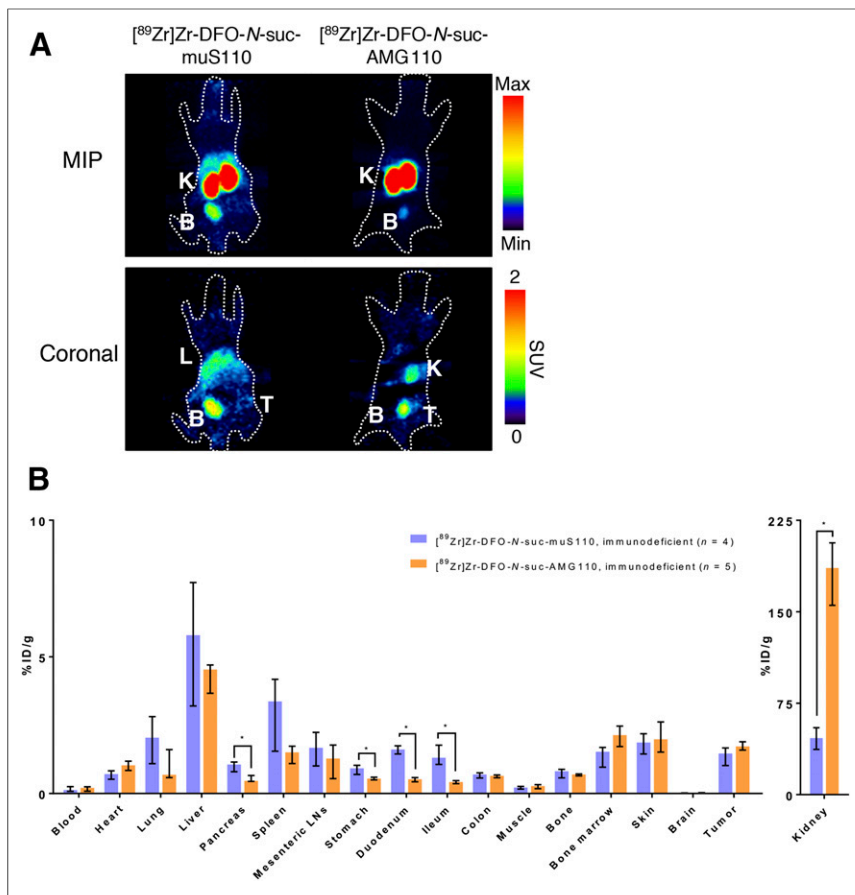 A
[⁸⁹Zr]Zr-DFO-N-suc-
muS110
[⁸⁹Zr]Zr-DFO-N-suc-
AMG110
MIP
K
B
K
B
Max
Min
Coronal
L
B
T
K
B
T
2
SUV
0
B
%ID/g
10
5
0
[⁸⁹Zr]Zr-DFO-N-suc-muS110, immunodeficient (n = 4)
[⁸⁹Zr]Zr-DFO-N-suc-AMG110, immunodeficient (n = 5)
*
*
*
*
Blood
Heart
Lung
Liver
Pancreas
Spleen
Mesenteric LNs
Stomach
Duodenum
Ileum
Colon
Muscle
Bone
Bone marrow
Skin
Brain
Tumor
%ID/g
225
150
75
0
*
Kidney